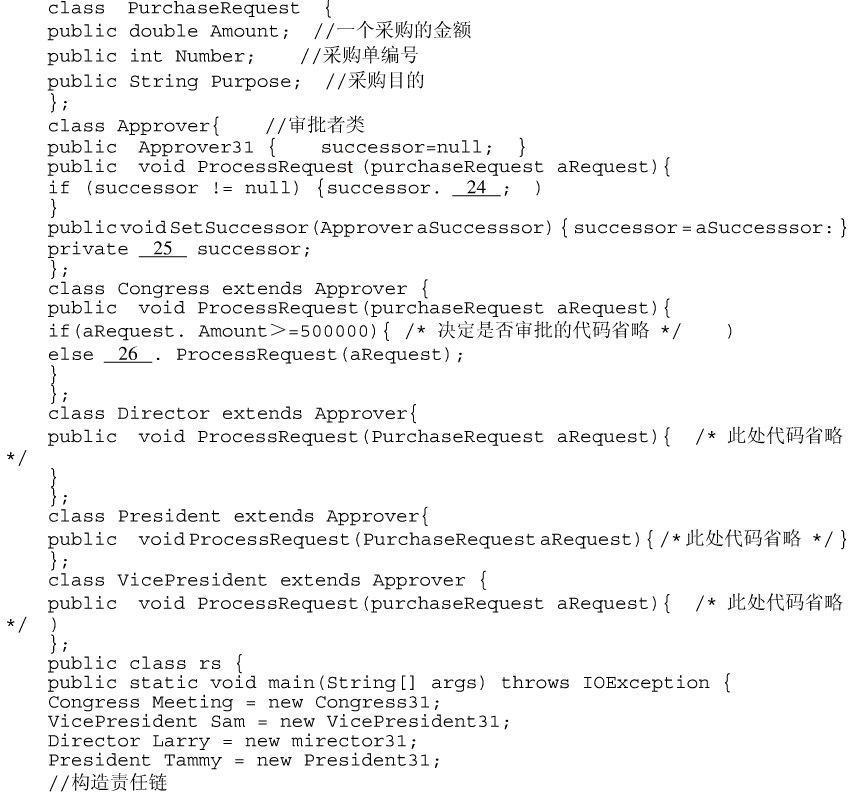 class PurchaseRequest {
public double Amount; //一个采购的金额
public int Number; //采购单编号
public String Purpose; //采购目的
};
class Approver{ //审批者类
public Approver31 { successor=null; }
public void ProcessRequest (purchaseRequest aRequest){
if (successor != null) {successor. 24 ; )
}
public void SetSuccessor(Approver aSuccesssor){ successor = aSuccesssor: }
private 25 successor;
};
class Congress extends Approver {
public void ProcessRequest(purchaseRequest aRequest){
if(aRequest. Amount＞=500000){ /* 决定是否审批的代码省略 */ )
else 26 . ProcessRequest(aRequest);
}
};
class Director extends Approver{
public void ProcessRequest(PurchaseRequest aRequest){ /* 此处代码省略
*/
}
};
class President extends Approver{
public void ProcessRequest(PurchaseRequest aRequest){ /* 此处代码省略 */ }
};
class VicePresident extends Approver {
public void ProcessRequest(purchaseRequest aRequest){ /* 此处代码省略
*/ )
};
public class rs {
public static void main(String[] args) throws IOException {
Congress Meeting = new Congress31;
VicePresident Sam = new VicePresident31;
Director Larry = new mirector31;
President Tammy = new President31;
//构造责任链